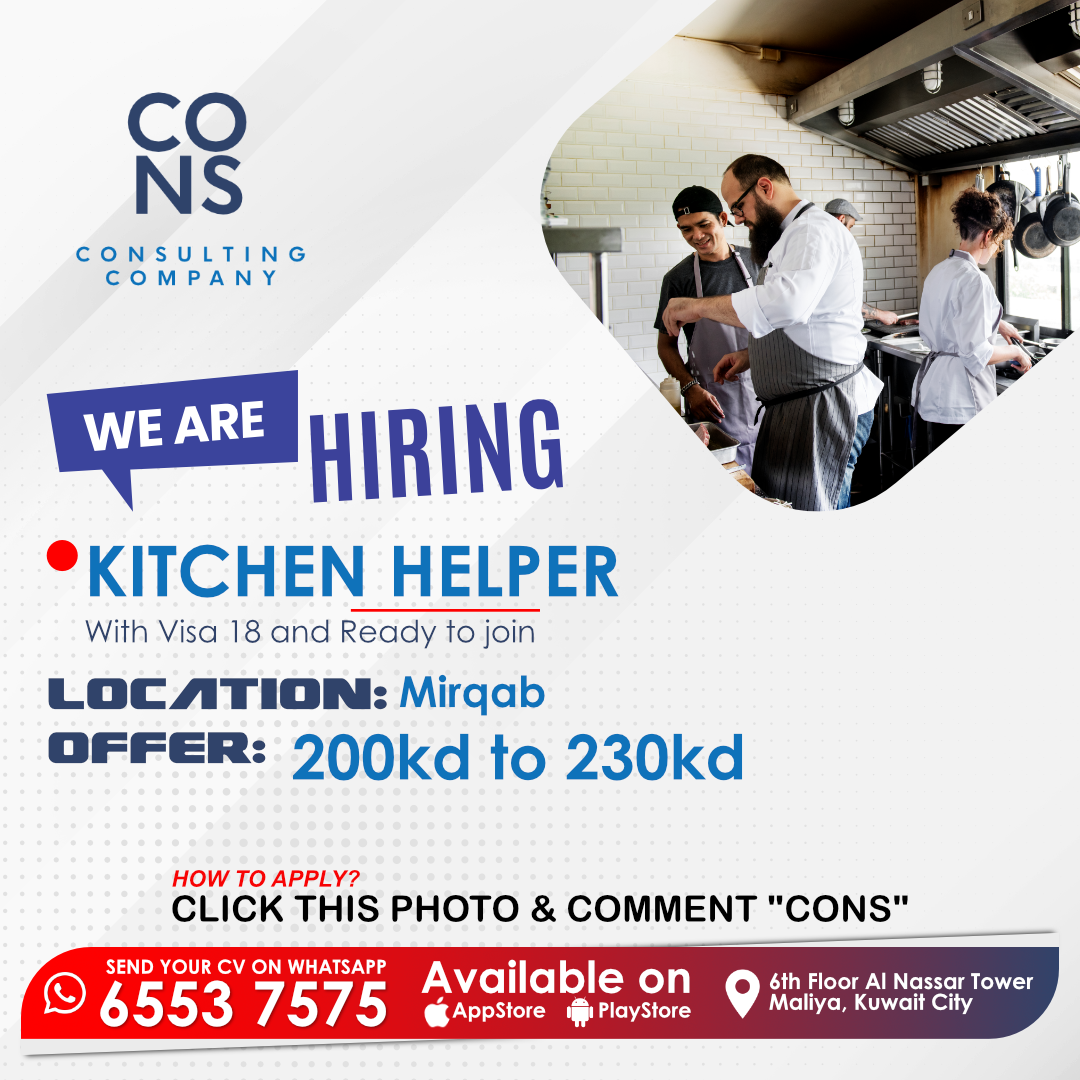 CO
NS
CONSULTING
COMPANY
WE ARE
HIRING
KITCHEN HELPER
With Visa 18 and Ready to join
LOCATION: Mirqab
OFFER: 200kd to 230kd
HOW TO APPLY?
CLICK THIS PHOTO & COMMENT "CONS"
SEND YOUR CV ON WHATSAPP
6553 7575
Available on
AppStore PlayStore
6th Floor Al Nassar Tower
Maliya, Kuwait City